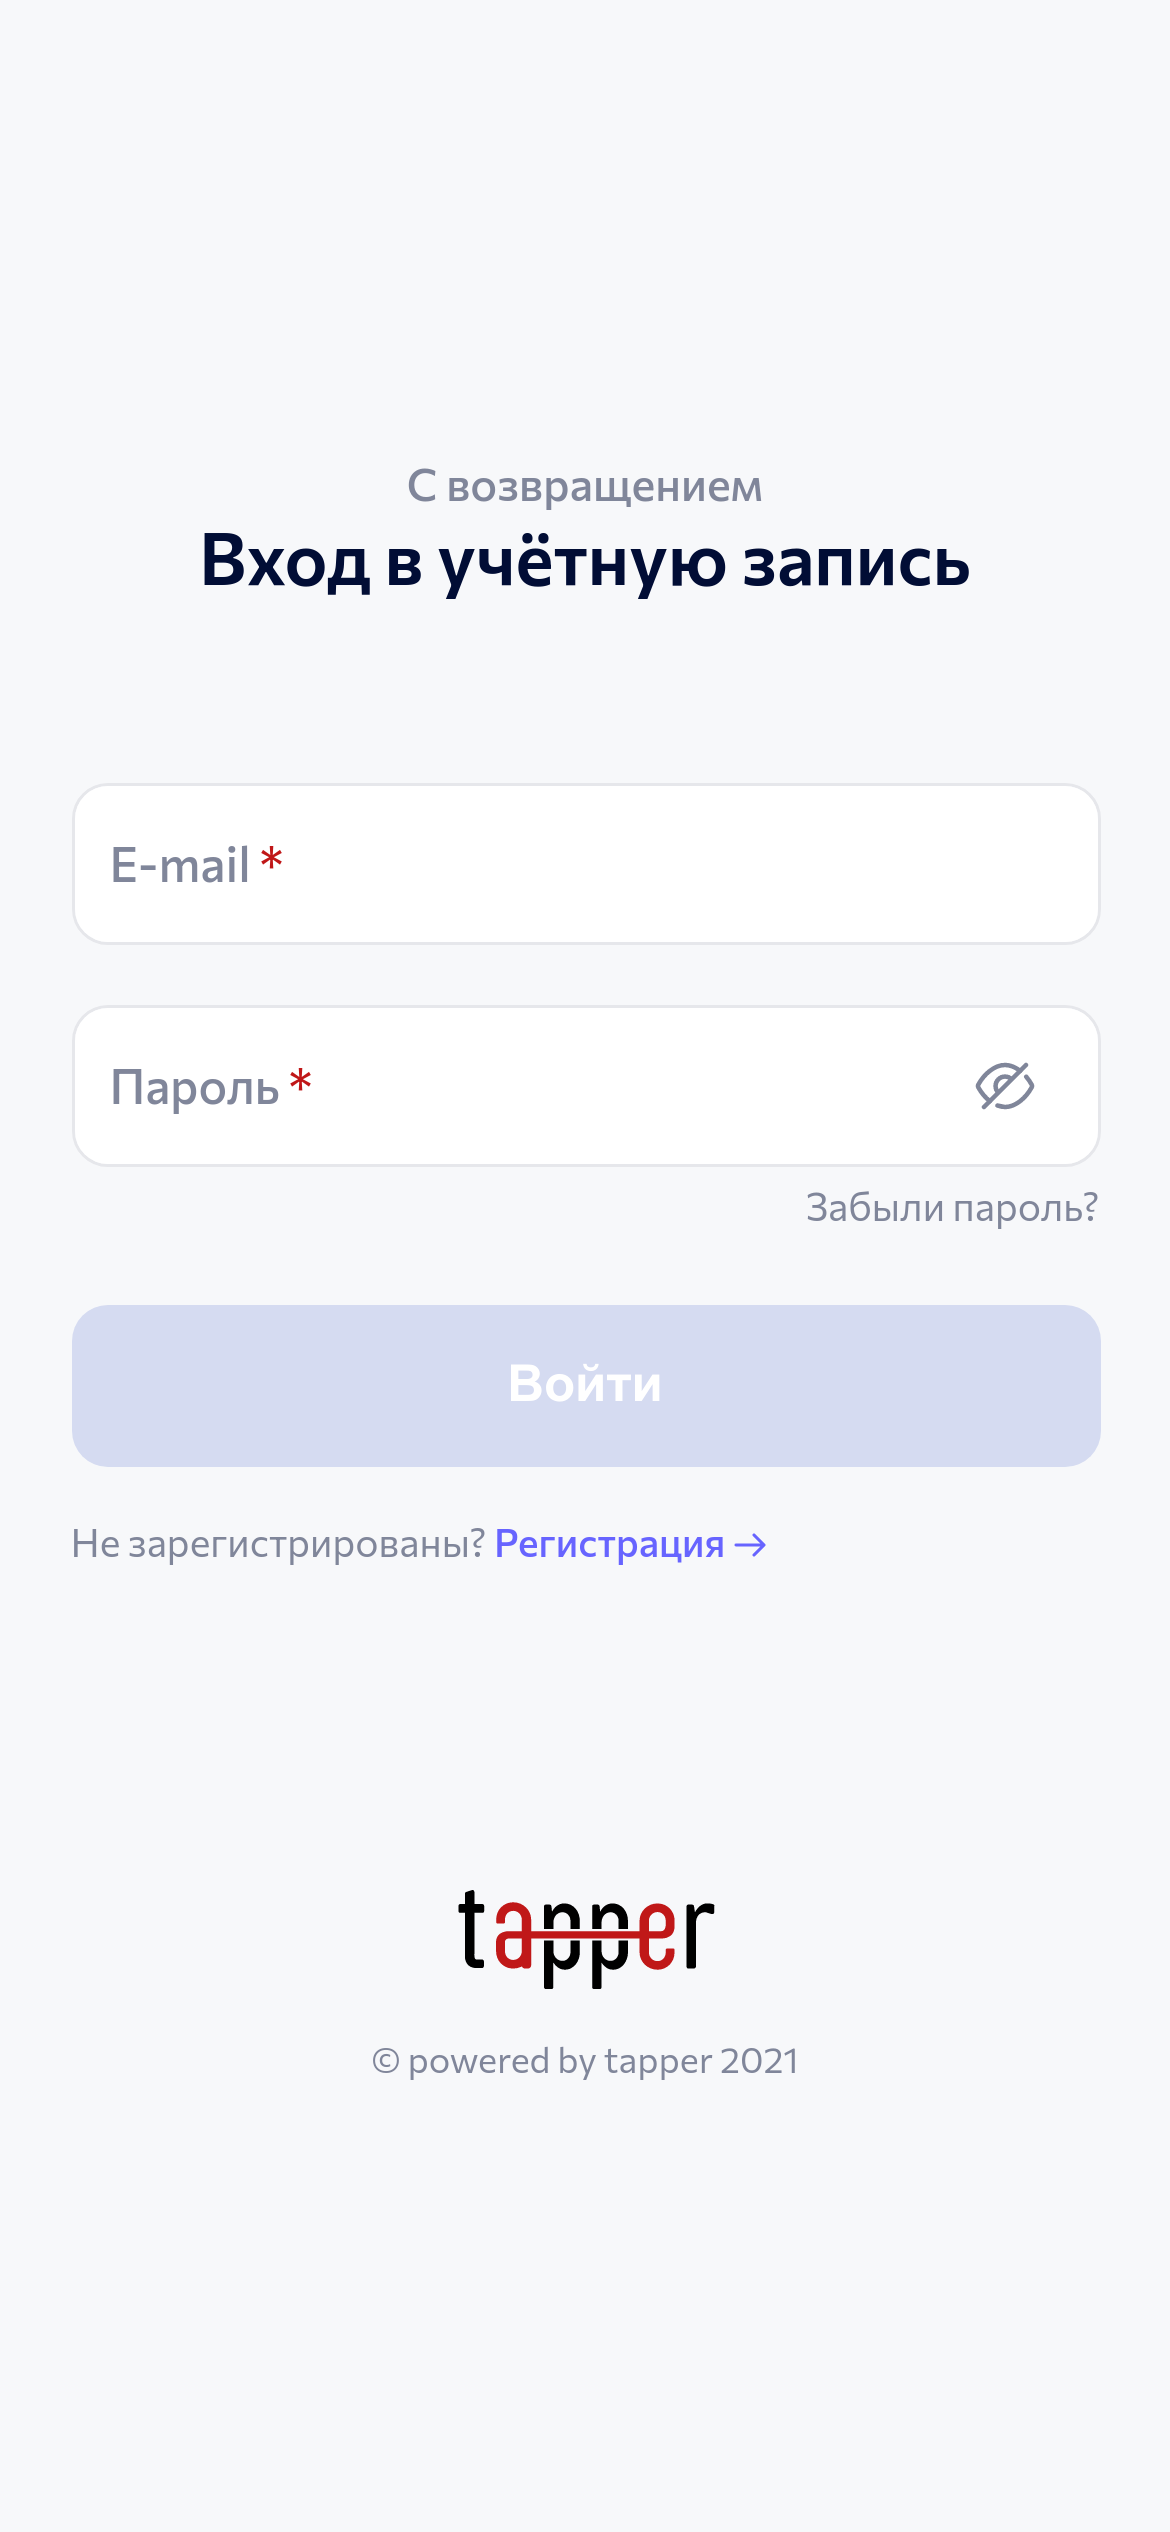 С возвращением
Вход в учётную запись
E-mail *
Пароль *
Забыли пароль?
Войти
Не зарегистрированы? Регистрация →
tapper
© powered by tapper 2021